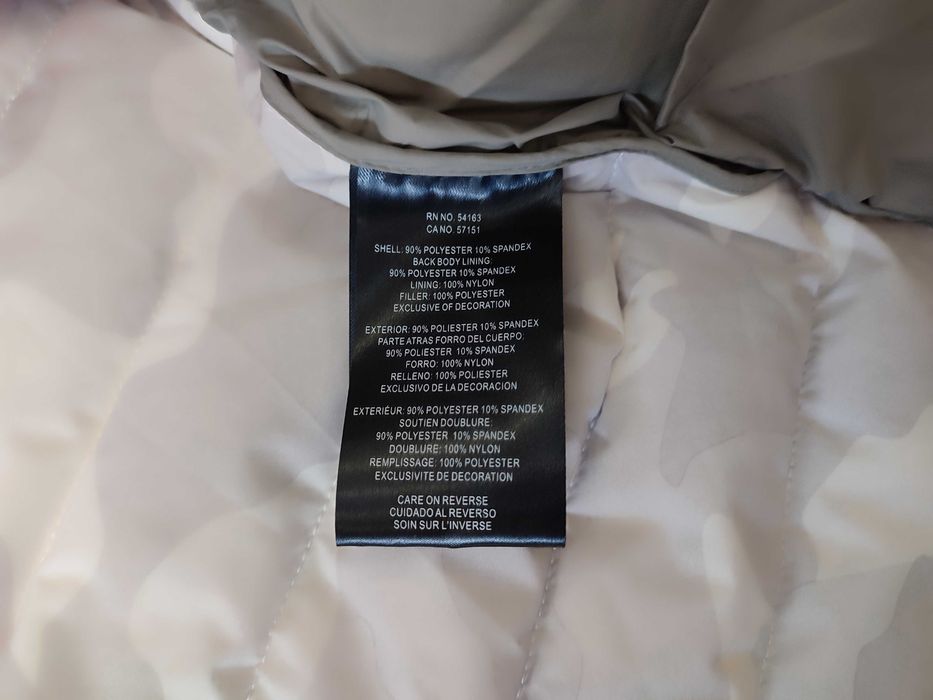 RN NO. 54163
CA NO. 57151
SHELL: 90% POLYESTER 10% SPANDEX
BACK BODY LINING:
90% POLYESTER 10% SPANDEX
LINING: 100% NYLON
FILLER: 100% POLYESTER
EXCLUSIVE OF DECORATION
EXTERIOR: 90% POLIESTER 10% SPANDEX
PARTE ATRAS FORRO DEL CUERPO:
90% POLIESTER 10% SPANDEX
FORRO: 100% NYLON
RELLENO: 100% POLIESTER
EXCLUSIVO DE LA DECORACION
EXTERIÉUR: 90% POLYESTER 10% SPANDEX
SOUTIEN DOUBLURE:
90% POLYESTER 10% SPANDEX
DOUBLURE: 100% NYLON
REMPLISSAGE: 100% POLYESTER
EXCLUSIVITE DE DECORATION
CARE ON REVERSE
CUIDADO AL REVERSO
SOIN SUR L'INVERSE